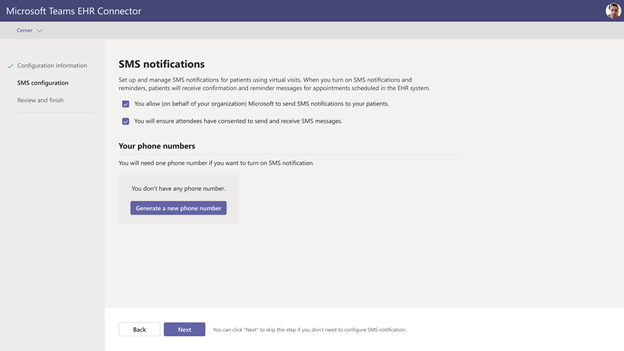 Microsoft Teams EHR Connector
Cerner
Configuration information
SMS configuration
Review and finish
SMS notifications
Set up and manage SMS notifications for patients using virtual visits. When you turn on SMS notifications and
reminders, patients will receive confirmation and reminder messages for appointments scheduled in the EHR system.
You allow (on behalf of your organization) Microsoft to send SMS notifications to your patients.
You will ensure attendees have consented to send and receive SMS messages.
Your phone numbers
You will need one phone number if you want to turn on SMS notification.
You don't have any phone number.
Generate a new phone number
Back
Next
You can click "Next" to skip this step if you don't need to configure SMS notification.